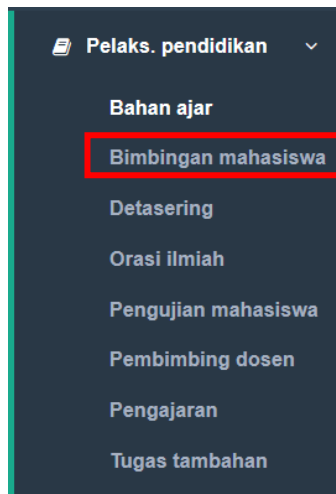 Pelaks. pendidikan
Bahan ajar
Bimbingan mahasiswa
Detasering
Orasi ilmiah
Pengujian mahasiswa
Pembimbing dosen
Pengajaran
Tugas tambahan